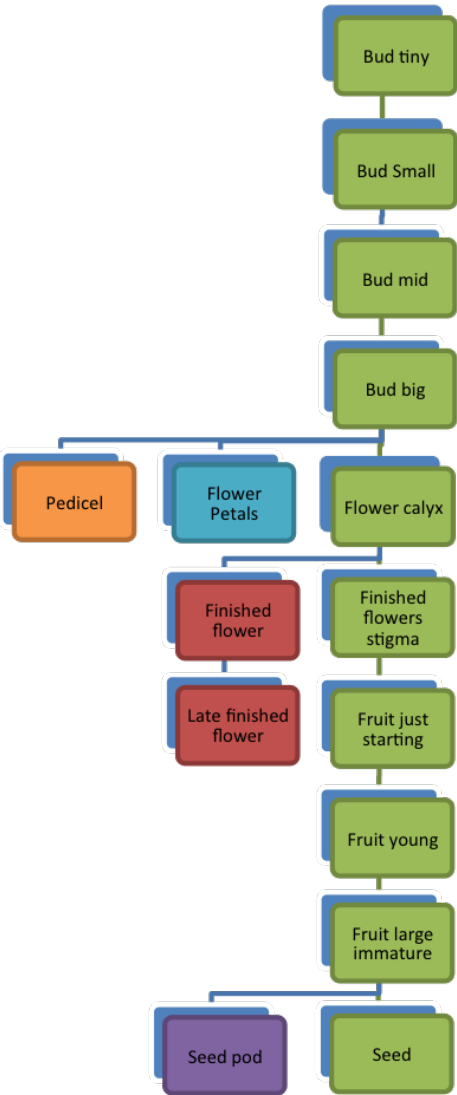 Bud tiny
Bud Small
Bud mid
Bud big
Pedicel
Flower
Petals
Flower calyx
Finished
flower
Finished
flowers
stigma
Late finished
flower
Fruit just
starting
Fruit young
Fruit large
immature
Seed pod
Seed